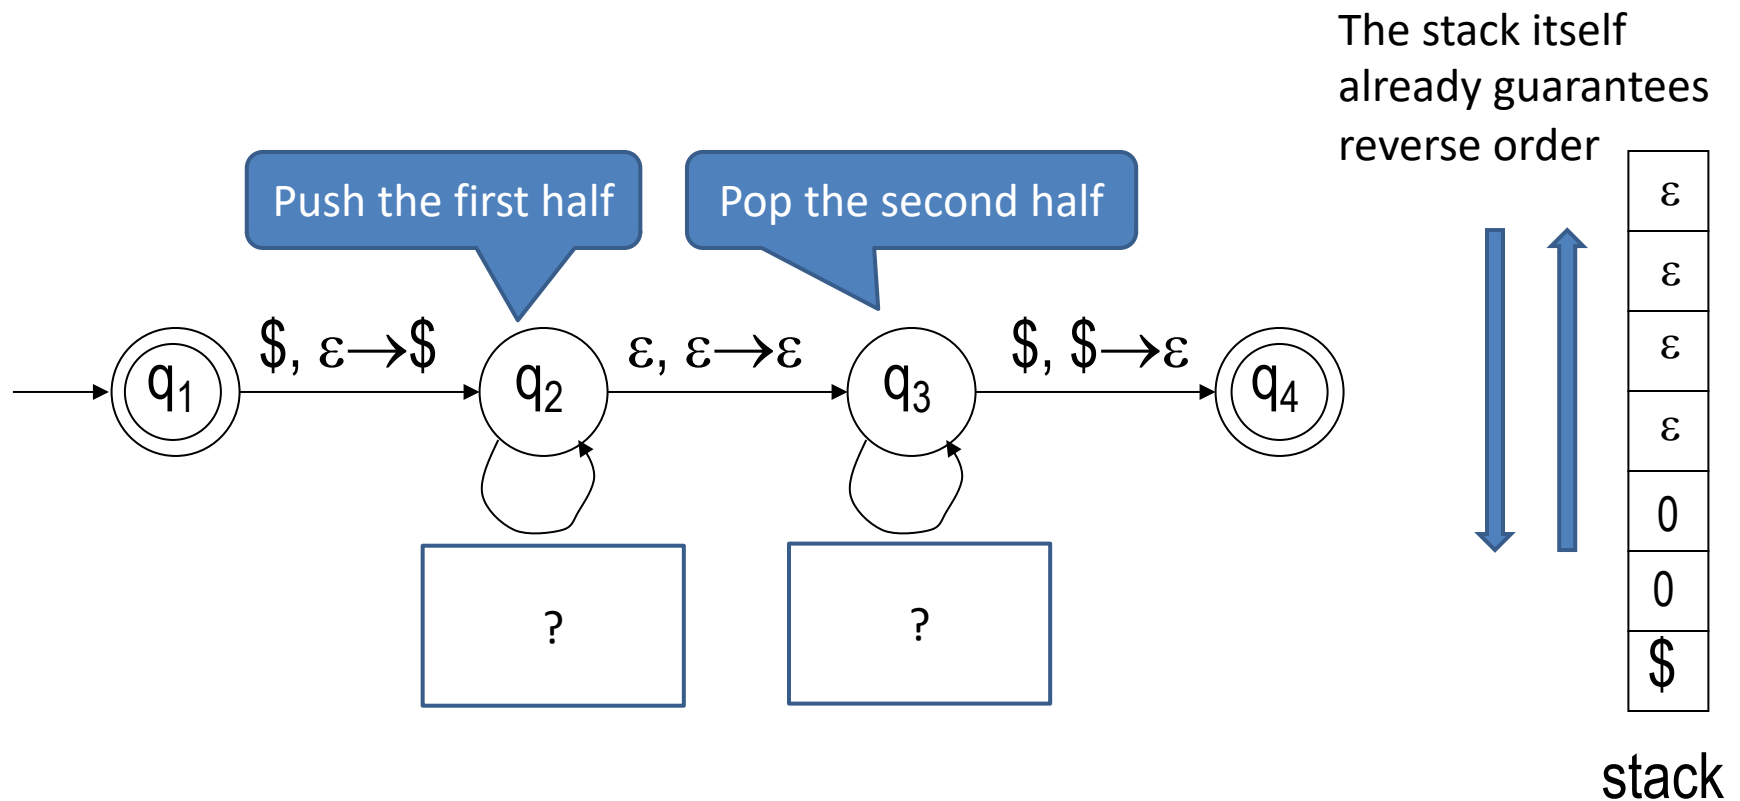 The stack itself
already guarantees
reverse order
Push the first half
Pop the second half
$, ε→$
ε, ε→ε
$, $→ε
q₁
q₂
q₃
q₄
?
?
ε
ε
ε
ε
0
0
$
stack